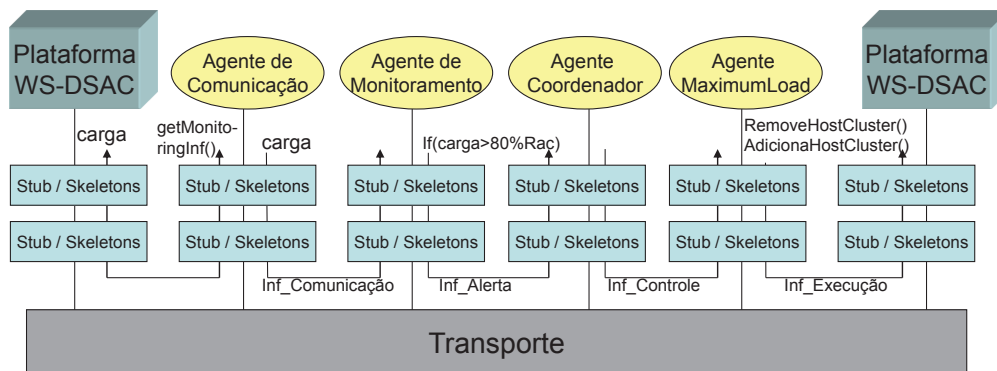 Plataforma
WS-DSAC
Agente de
Comunicação
Agente de
Monitoramento
Agente
Coordenador
Agente
MaximumLoad
Plataforma
WS-DSAC
carga
getMonito-
ringInf()
carga
If(carga>80%Rac)
RemoveHostCluster()
AdicionaHostCluster()
Stub / Skeletons
Stub / Skeletons
Stub / Skeletons
Stub / Skeletons
Stub / Skeletons
Stub / Skeletons
Stub / Skeletons
Stub / Skeletons
Stub / Skeletons
Stub / Skeletons
Stub / Skeletons
Stub / Skeletons
Inf_Comunicação
Inf_Alerta
Inf_Controle
Inf_Execução
Transporte